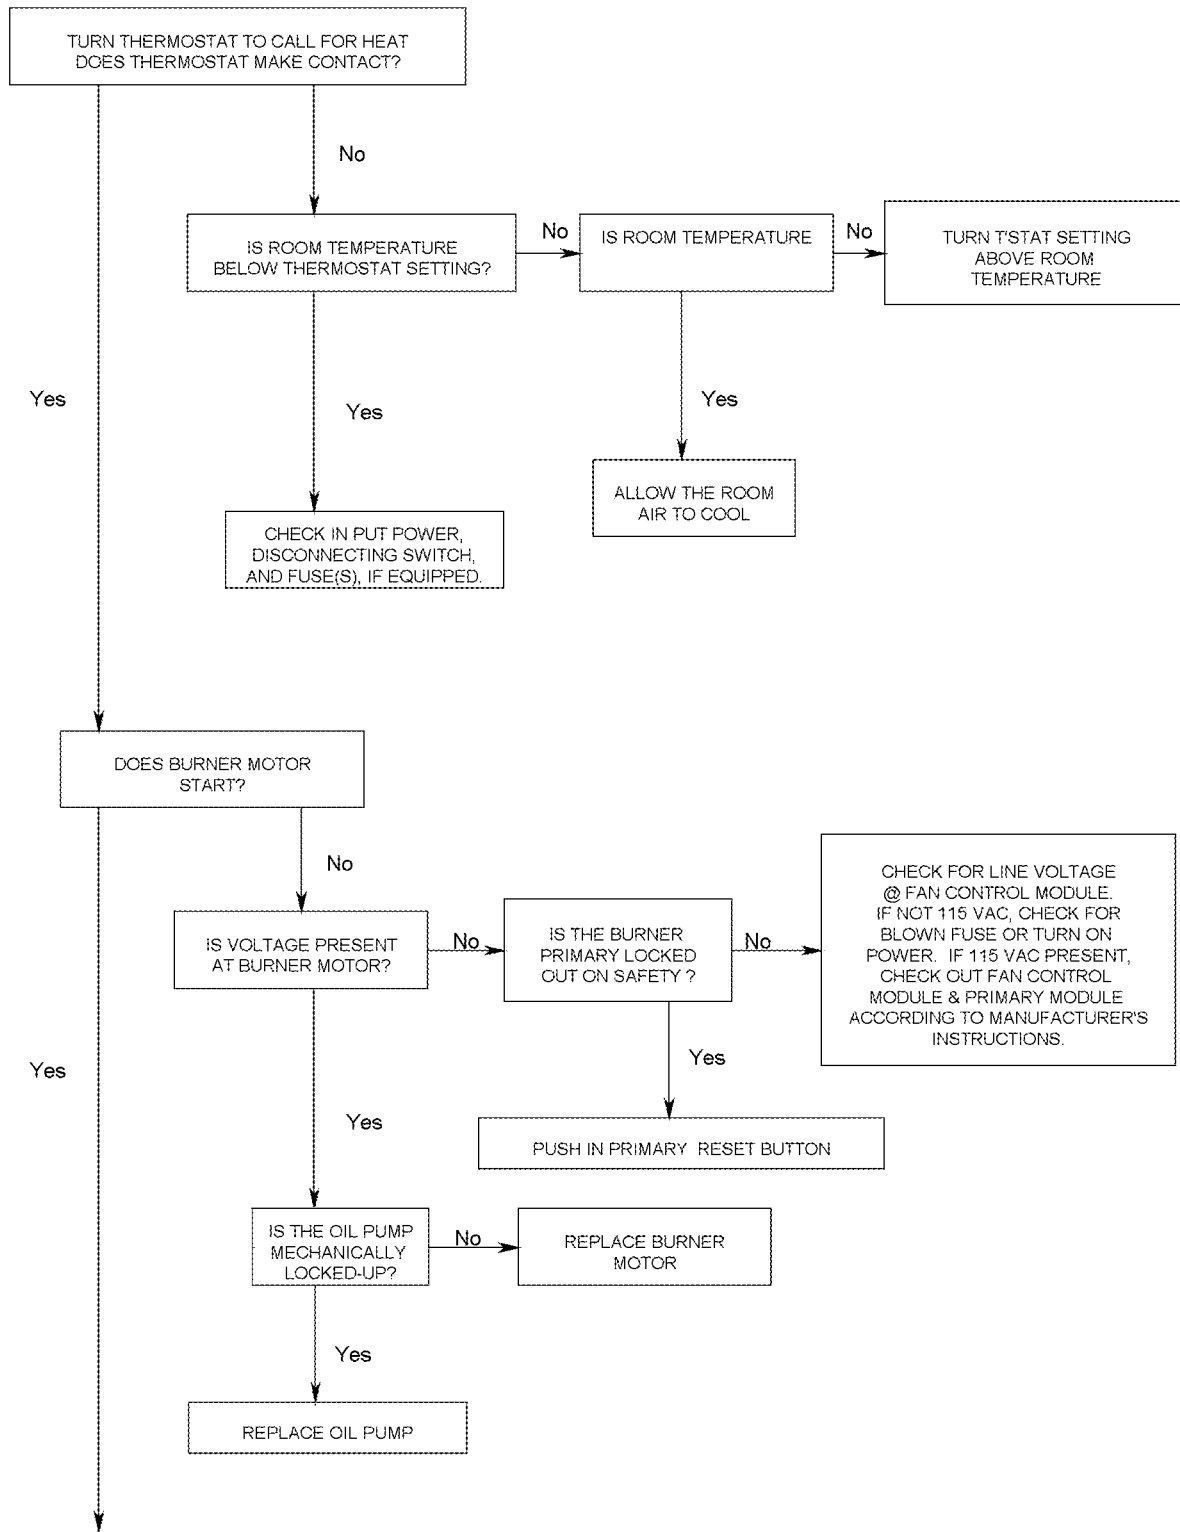 TURN THERMOSTAT TO CALL FOR HEAT
DOES THERMOSTAT MAKE CONTACT?
No
IS ROOM TEMPERATURE
BELOW THERMOSTAT SETTING?
No
IS ROOM TEMPERATURE
No
TURN T'STAT SETTING
ABOVE ROOM
TEMPERATURE
Yes
Yes
Yes
ALLOW THE ROOM
AIR TO COOL
CHECK IN PUT POWER,
DISCONNECTING SWITCH,
AND FUSE(S), IF EQUIPPED.
DOES BURNER MOTOR
START?
No
IS VOLTAGE PRESENT
AT BURNER MOTOR?
No
IS THE BURNER
PRIMARY LOCKED
OUT ON SAFETY ?
No
CHECK FOR LINE VOLTAGE
@ FAN CONTROL MODULE.
IF NOT 115 VAC, CHECK FOR
BLOWN FUSE OR TURN ON
POWER.  IF 115 VAC PRESENT,
CHECK OUT FAN CONTROL
MODULE & PRIMARY MODULE
ACCORDING TO MANUFACTURER'S
INSTRUCTIONS.
Yes
Yes
Yes
PUSH IN PRIMARY  RESET BUTTON
IS THE OIL PUMP
MECHANICALLY
LOCKED-UP?
No
REPLACE BURNER
MOTOR
Yes
REPLACE OIL PUMP